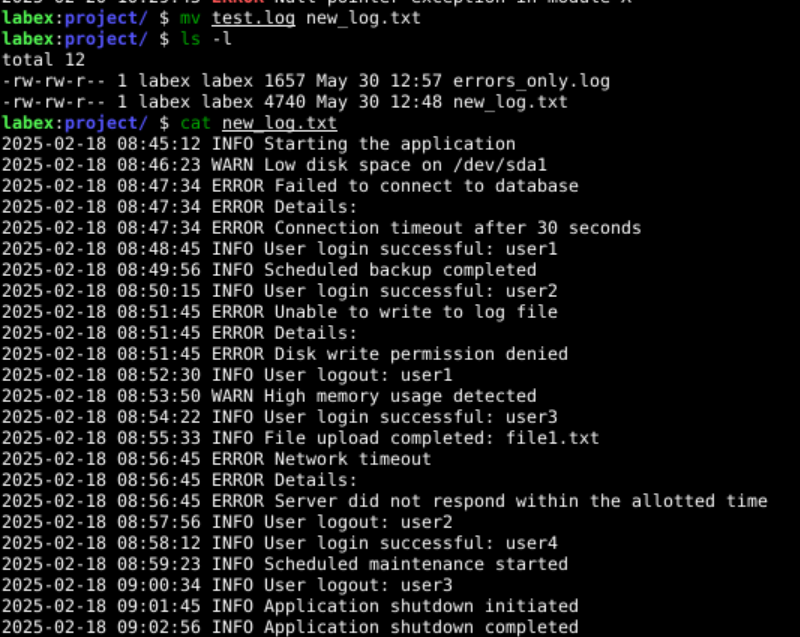 labex:project/ $ mv test.log new_log.txt
labex:project/ $ ls -l
total 12
-rw-rw-r-- 1 labex labex 1657 May 30 12:57 errors_only.log
-rw-rw-r-- 1 labex labex 4740 May 30 12:48 new_log.txt
labex:project/ $ cat new_log.txt
2025-02-18 08:45:12 INFO Starting the application
2025-02-18 08:46:23 WARN Low disk space on /dev/sda1
2025-02-18 08:47:34 ERROR Failed to connect to database
2025-02-18 08:47:34 ERROR Details:
2025-02-18 08:47:34 ERROR Connection timeout after 30 seconds
2025-02-18 08:48:45 INFO User login successful: user1
2025-02-18 08:49:56 INFO Scheduled backup completed
2025-02-18 08:50:15 INFO User login successful: user2
2025-02-18 08:51:45 ERROR Unable to write to log file
2025-02-18 08:51:45 ERROR Details:
2025-02-18 08:51:45 ERROR Disk write permission denied
2025-02-18 08:52:30 INFO User logout: user1
2025-02-18 08:53:50 WARN High memory usage detected
2025-02-18 08:54:22 INFO User login successful: user3
2025-02-18 08:55:33 INFO File upload completed: file1.txt
2025-02-18 08:56:45 ERROR Network timeout
2025-02-18 08:56:45 ERROR Details:
2025-02-18 08:56:45 ERROR Server did not respond within the allotted time
2025-02-18 08:57:56 INFO User logout: user2
2025-02-18 08:58:12 INFO User login successful: user4
2025-02-18 08:59:23 INFO Scheduled maintenance started
2025-02-18 09:00:34 INFO User logout: user3
2025-02-18 09:01:45 INFO Application shutdown initiated
2025-02-18 09:02:56 INFO Application shutdown completed